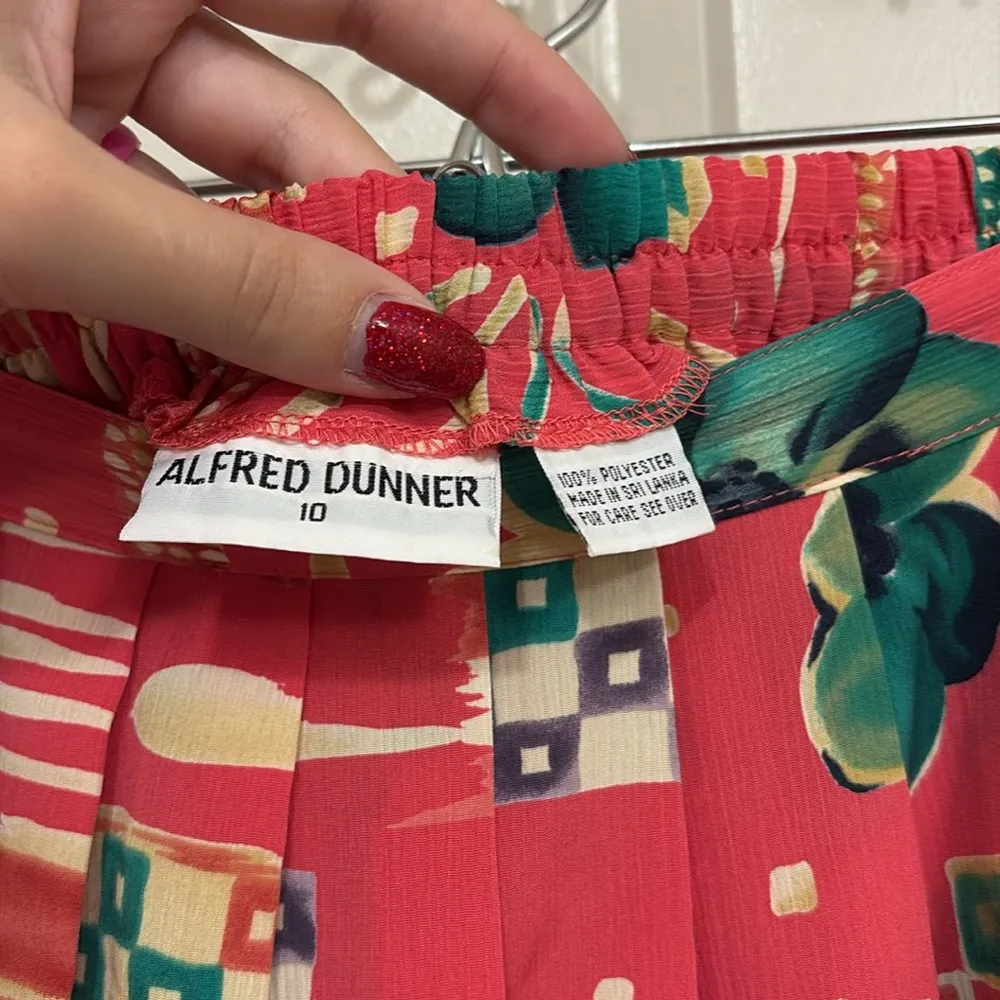 ALFRED DUNNER
10
100% POLYESTER
MADE IN SRI LANKA
FOR CARE SEE OVER